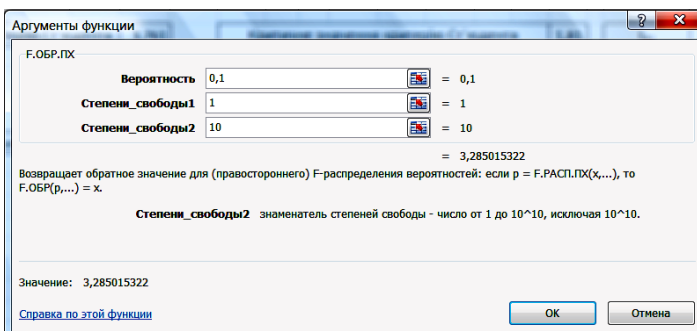 Аргументы функции
F.ОБР.ПХ
Вероятность 0,1 = 0,1
Степени_свободы1 1 = 1
Степени_свободы2 10 = 10
= 3,285015322
Возвращает обратное значение для (правостороннего) F-распределения вероятностей: если p = F.РАСП.ПХ(x,...), то
F.ОБР(p,...) = x.
Степени_свободы2 знаменатель степеней свободы - число от 1 до 10^10, исключая 10^10.
Значение: 3,285015322
Справка по этой функции
ОК
Отмена